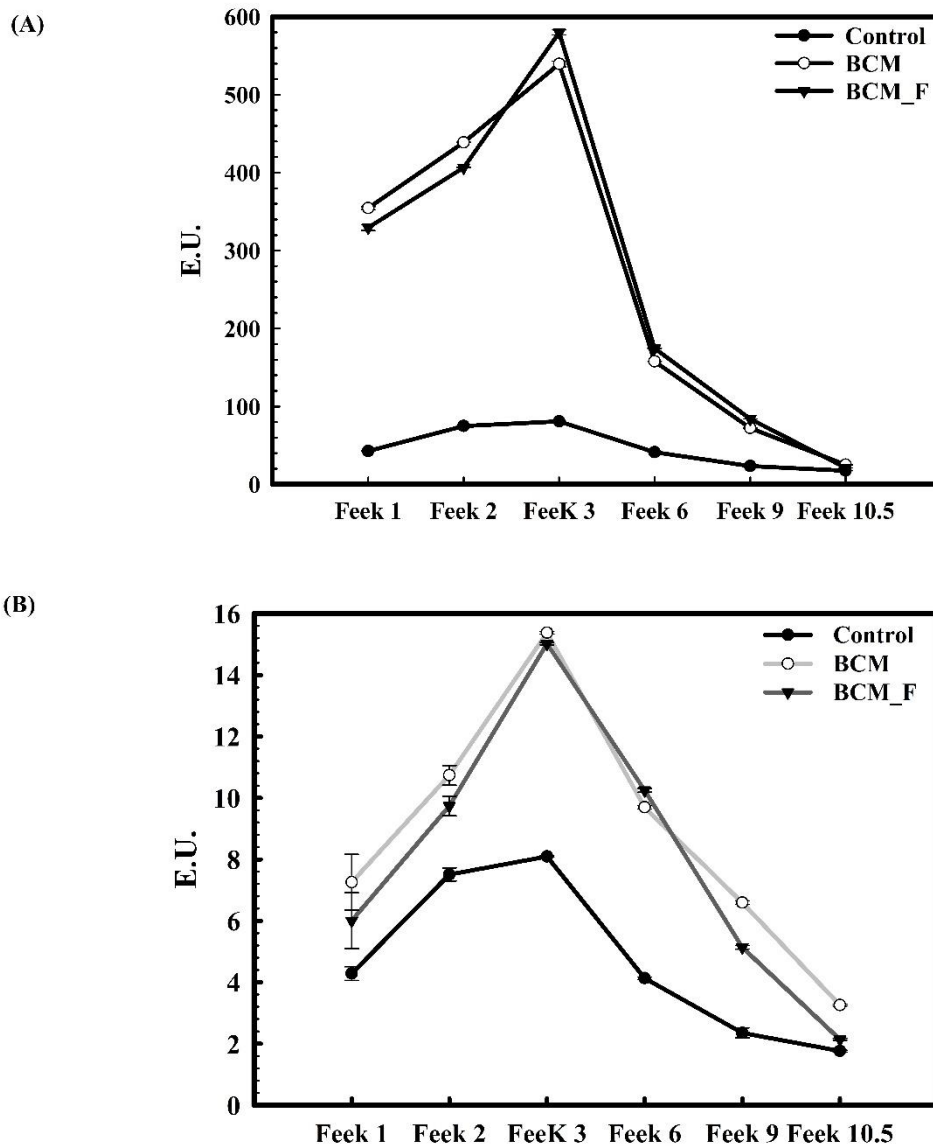 (A)
600
500
400
300
200
100
0
E.U.
Control
BCM
BCM_F
Feek 1 Feek 2 FeeK 3 Feek 6 Feek 9 Feek 10.5
(B)
16
14
12
10
8
6
4
2
0
E.U.
Control
BCM
BCM_F
Feek 1 Feek 2 FeeK 3 Feek 6 Feek 9 Feek 10.5